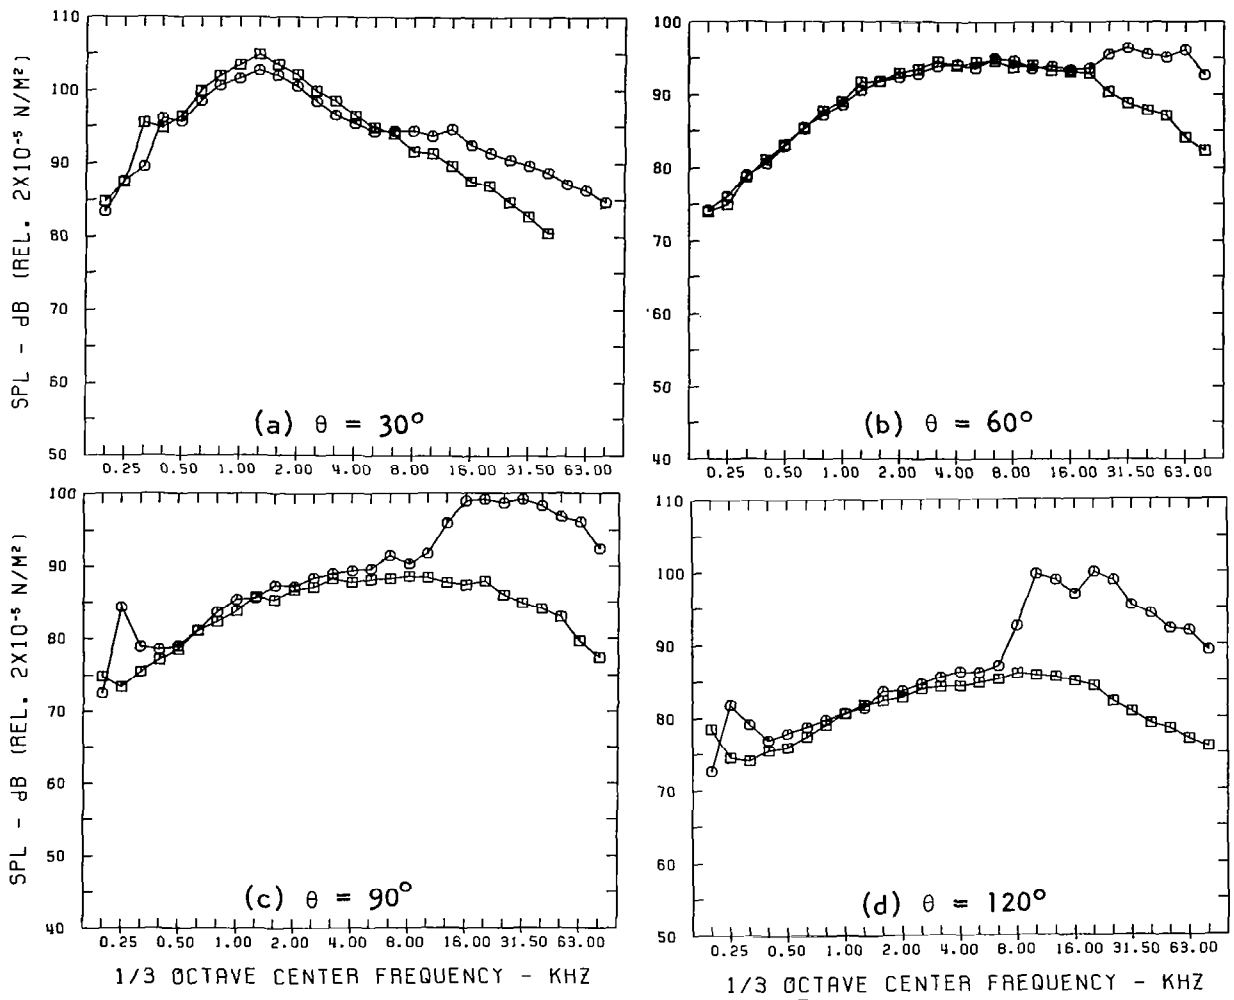 SPL - dB (REL. 2X10⁻⁵ N/M²)
110
100
90
80
70
60
50
(a) θ = 30°
0.25 0.50 1.00 2.00 4.00 8.00 16.00 31.50 63.00
100
90
80
70
60
50
40
(b) θ = 60°
0.25 0.50 1.00 2.00 4.00 8.00 16.00 31.50 63.00
SPL - dB (REL. 2X10⁻⁵ N/M²)
100
90
80
70
60
50
40
(c) θ = 90°
0.25 0.50 1.00 2.00 4.00 8.00 16.00 31.50 63.00
1/3 OCTAVE CENTER FREQUENCY - KHZ
110
100
90
80
70
60
50
(d) θ = 120°
0.25 0.50 1.00 2.00 4.00 8.00 16.00 31.50 63.00
1/3 OCTAVE CENTER FREQUENCY - KHZ